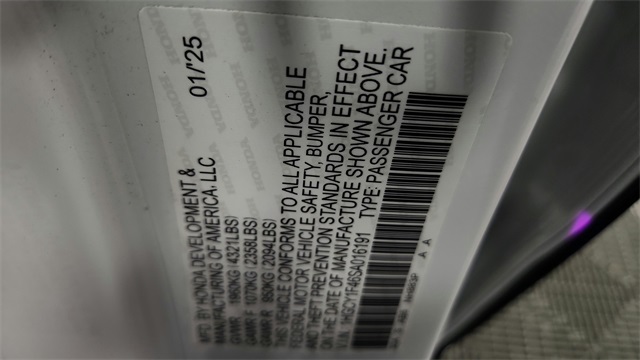 MFD BY HONDA DEVELOPMENT &
MANUFACTURING OF AMERICA, LLC
01/'25
GVWR 1960KG (4321LBS)
GAWR F 1070KG (2358LBS)
GAWR R 950KG (2094LBS)
THIS VEHICLE CONFORMS TO ALL APPLICABLE
FEDERAL MOTOR VEHICLE SAFETY, BUMPER,
AND THEFT PREVENTION STANDARDS IN EFFECT
ON THE DATE OF MANUFACTURE SHOWN ABOVE.
V.I.N: 1HGCY1F46SA016191 TYPE: PASSENGER CAR
A A